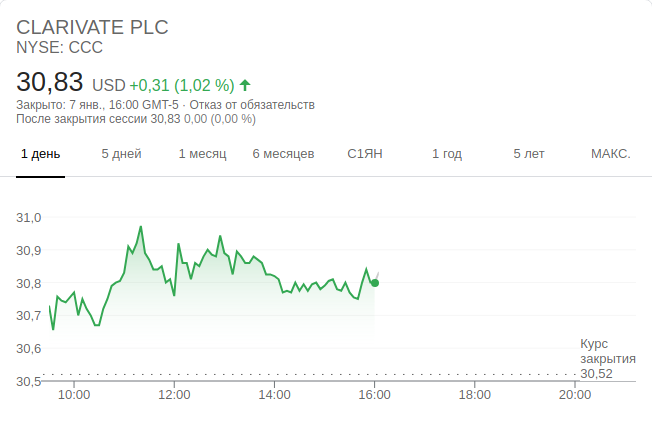 CLARIVATE PLC
NYSE: CCC
30,83 USD +0,31 (1,02 %)
Закрыто: 7 янв., 16:00 GMT-5 · Отказ от обязательств
После закрытия сессии 30,83 0,00 (0,00 %)
1 день 5 дней 1 месяц 6 месяцев С1ЯН 1 год 5 лет МАКС.
31,0
30,9
30,8
30,7
30,6
Курс
закрытия
30,52
30,5
10:00 12:00 14:00 16:00 18:00 20:00